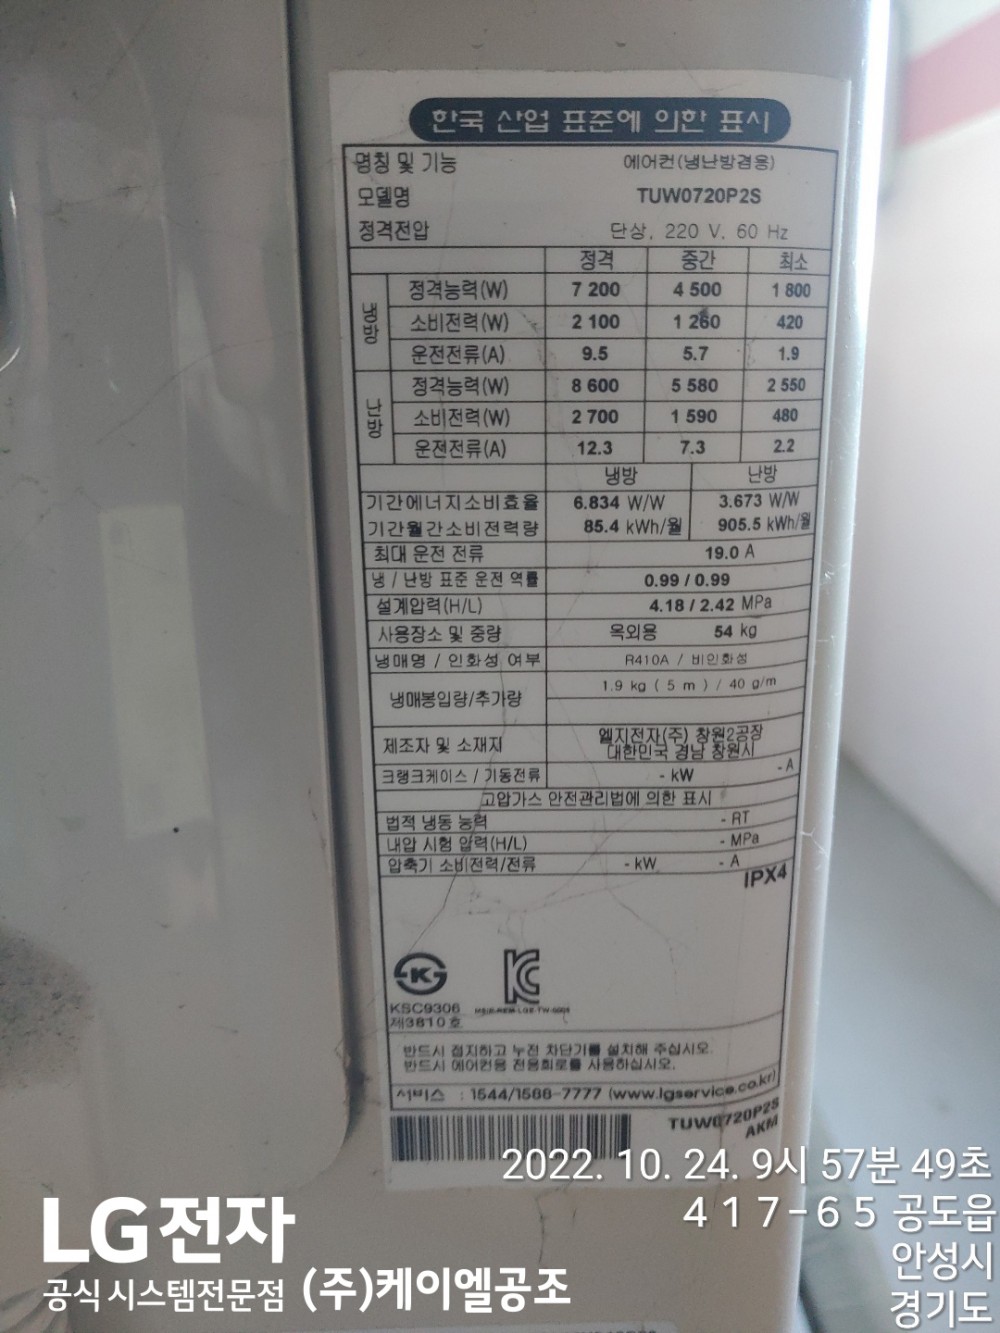 한국 산업 표준에 의한 표시
명칭 및 기능 에어컨(냉난방겸용)
모델명 TUW0720P2S
정격전압 단상, 220 V, 60 Hz
정격 중간 최소
냉방 정격능력(W) 7 200 4 500 1 800
소비전력(W) 2 100 1 260 420
운전전류(A) 9.5 5.7 1.9
난방 정격능력(W) 8 600 5 580 2 550
소비전력(W) 2 700 1 590 480
운전전류(A) 12.3 7.3 2.2
냉방 난방
기간에너지소비효율 6.834 W/W 3.673 W/W
기간월간소비전력량 85.4 kWh/월 905.5 kWh/월
최대 운전 전류 19.0 A
냉 / 난방 표준 운전 역률 0.99 / 0.99
설계압력(H/L) 4.18 / 2.42 MPa
사용장소 및 중량 옥외용 54 kg
냉매명 / 인화성 여부 R410A / 비인화성
냉매봉입량/추가량 1.9 kg ( 5 m ) / 40 g/m
제조자 및 소재지 엘지전자(주) 창원2공장
대한민국 경남 창원시
크랭크케이스 / 기동전류 - kW - A
고압가스 안전관리법에 의한 표시
법적 냉동 능력 - RT
내압 시험 압력(H/L) - MPa
압축기 소비전력/전류 - kW - A
IPX4
KSC9306
제3810호
반드시 접지하고 누전 차단기를 설치해 주십시오.
반드시 에어컨용 전용회로를 사용하십시오.
서비스 : 1544/1588-7777 (www.lgservice.co.kr)
TUW0720P2S
AKM
2022. 10. 24. 9시 57분 49초
417-65 공도읍
안성시
경기도
LG전자
공식 시스템전문점 (주)케이엘공조